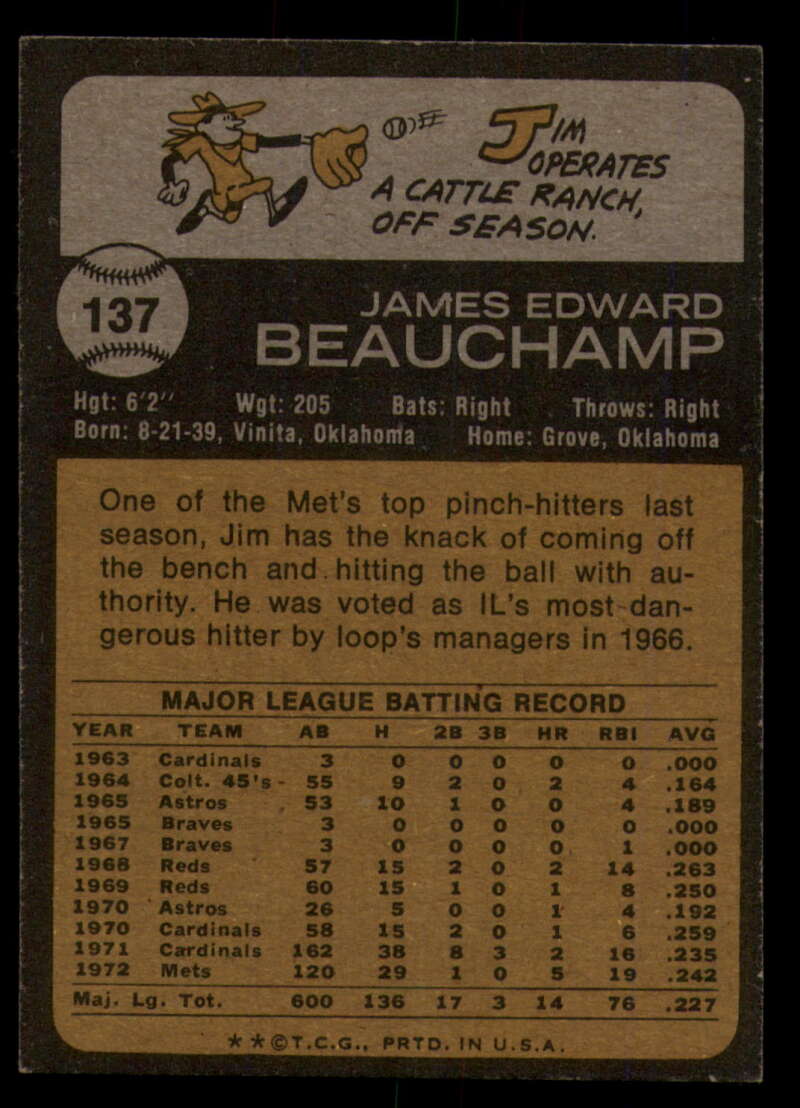 JIM
OPERATES
A CATTLE RANCH,
OFF SEASON.
137
JAMES EDWARD
BEAUCHAMP
Hgt: 6'2" Wgt: 205 Bats: Right Throws: Right
Born: 8-21-39, Vinita, Oklahoma Home: Grove, Oklahoma
One of the Met's top pinch-hitters last
season, Jim has the knack of coming off
the bench and hitting the ball with au-
thority. He was voted as IL's most dan-
gerous hitter by loop's managers in 1966.
MAJOR LEAGUE BATTING RECORD
YEAR TEAM AB H 2B 3B HR RBI AVG
1963 Cardinals 3 0 0 0 0 0 .000
1964 Colt. 45's 55 9 2 0 2 4 .164
1965 Astros 53 10 1 0 0 4 .189
1965 Braves 3 0 0 0 0 0 .000
1967 Braves 3 0 0 0 0 1 .000
1968 Reds 57 15 2 0 2 14 .263
1969 Reds 60 15 1 0 1 8 .250
1970 Astros 26 5 0 0 1 4 .192
1970 Cardinals 58 15 2 0 1 6 .259
1971 Cardinals 162 38 8 3 2 16 .235
1972 Mets 120 29 1 0 5 19 .242
Maj. Lg. Tot. 600 136 17 3 14 76 .227
**©T.C.G., PRTD. IN U.S.A.